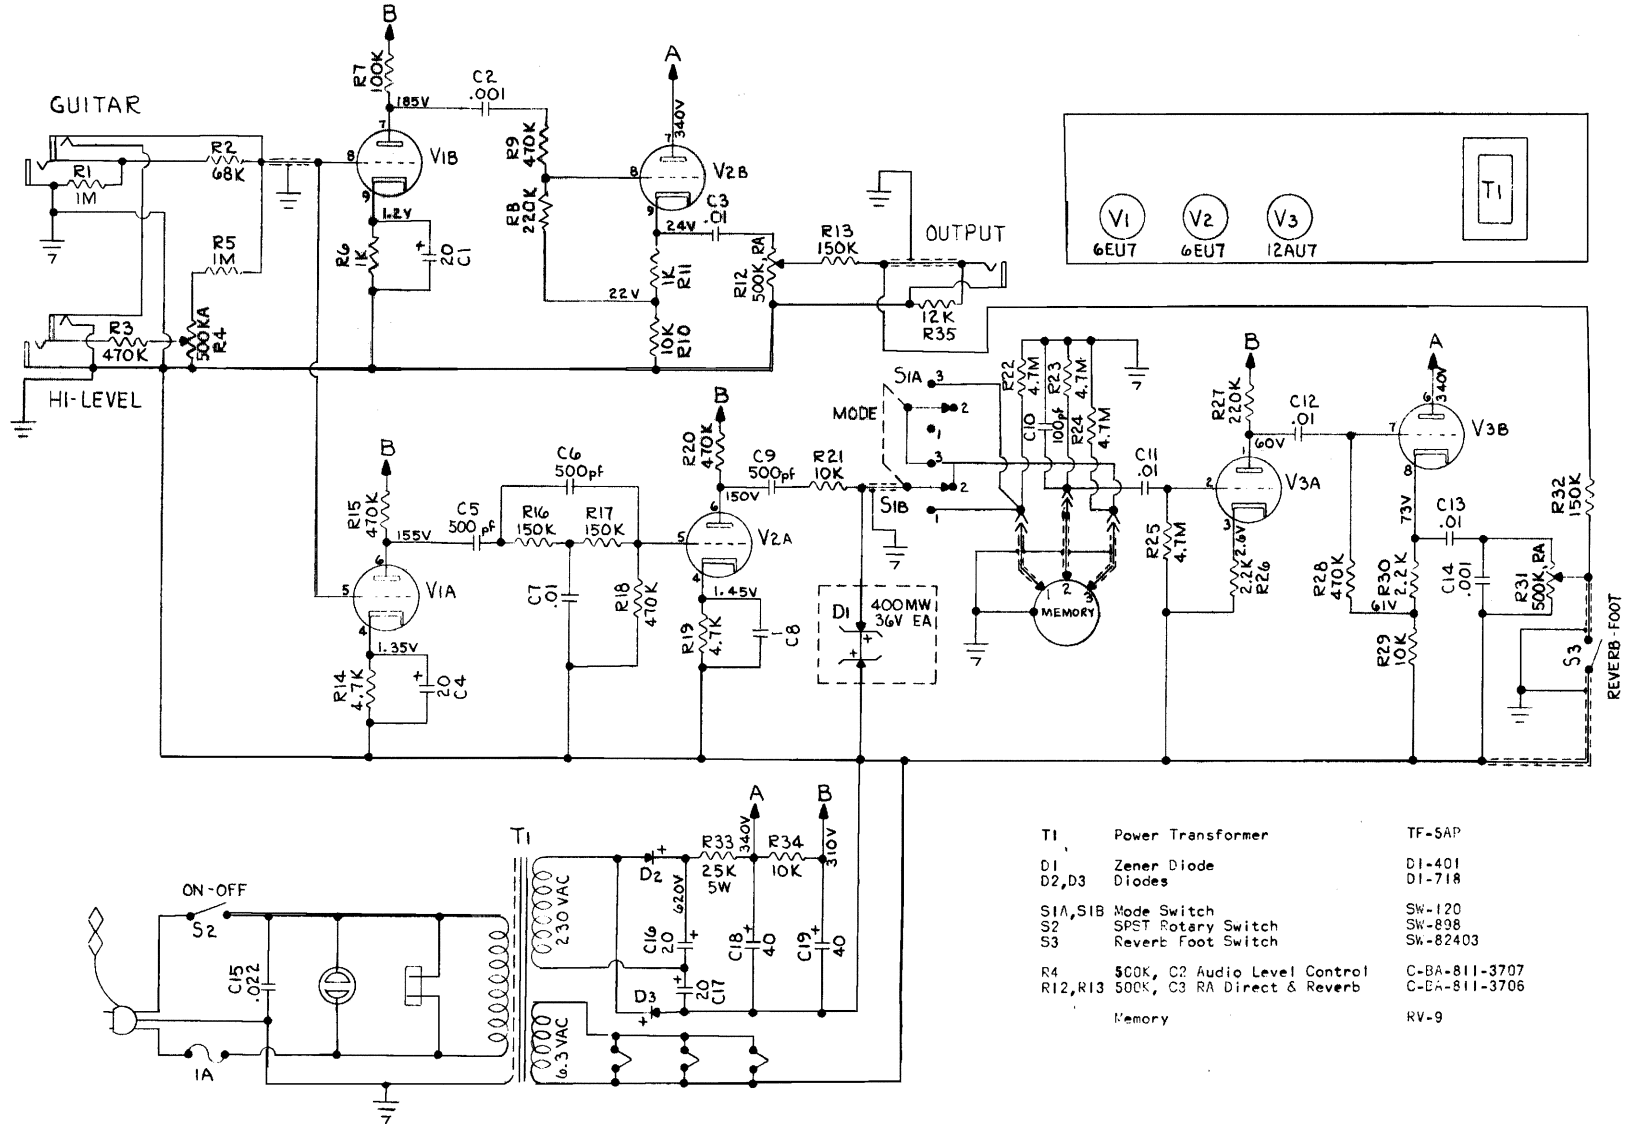 GUITAR
HI-LEVEL
R1
1M
R2
68K
R3
470K
R4
500KA
R5
1M
B
R7
100K
185V
C2
.001
7
8
9
V1B
1.2V
R6
1K
+
20
C1
R9
470K
R8
220K
22V
A
340V
7
8
9
V2B
24V
C3
.01
1K
R11
10K
R10
R12
500K, RA
R13
150K
OUTPUT
12K
R35
V1
6EU7
V2
6EU7
V3
12AU7
T1
B
R15
470K
155V
6
5
4
V1A
1.35V
R14
4.7K
+
20
C4
C5
500pf
C6
500pf
R16
150K
R17
150K
C7
.01
R18
470K
B
R20
470K
150V
6
5
4
V2A
1.45V
R19
4.7K
C8
C9
500pf
R21
10K
D1
400MW
36V EA
+
+
MODE
S1A
3
2
1
3
2
S1B
1
R22
4.7M
C10
100pf
R23
4.7M
R24
4.7M
1
2
3
MEMORY
C11
.01
R25
4.7M
B
R27
220K
60V
1
2
3
V3A
2.6V
2.2K
R26
C12
.01
A
340V
6
7
8
V3B
73V
R28
470K
R30
2.2K
61V
R29
10K
C13
.01
C14
.001
R31
500K, RA
R32
150K
S3
REVERB-FOOT
ON-OFF
S2
C15
.022
1A
T1
230 VAC
6.3 VAC
D2
+
D3
+
620V
C16
20
+
+
20
C17
R33
25K
5W
A
340V
R34
10K
B
310V
C18
40
+
C19
40
+
T1 Power Transformer TF-5AP
D1 Zener Diode DI-401
D2,D3 Diodes DI-718
S1A,S1B Mode Switch SW-120
S2 SPST Rotary Switch SW-898
S3 Reverb Foot Switch SW-82403
R4 500K, C2 Audio Level Control C-BA-811-3707
R12,R13 500K, C3 RA Direct & Reverb C-BA-811-3706
Memory RV-9